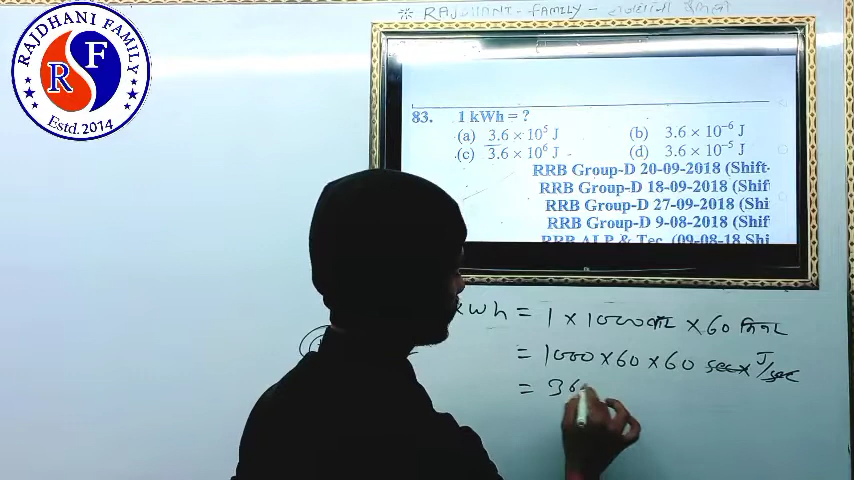 ※ RAJDHANI - FAMILY -
RAJDHANI FAMILY
R F
Estd.2014
83. 1 kWh = ?
(a) 3.6 × 10⁵ J (b) 3.6 × 10⁻⁶ J
(c) 3.6 × 10⁶ J (d) 3.6 × 10⁻⁵ J
RRB Group-D 20-09-2018 (Shift-
RRB Group-D 18-09-2018 (Shif
RRB Group-D 27-09-2018 (Shi
RRB Group-D 9-08-2018 (Shif
RRB ALP & Tec. (09-08-18 Shi
kwh = 1 × 1000 वाट × 60 मिनट
= 1000 × 60 × 60 sec × J/sec
= 36